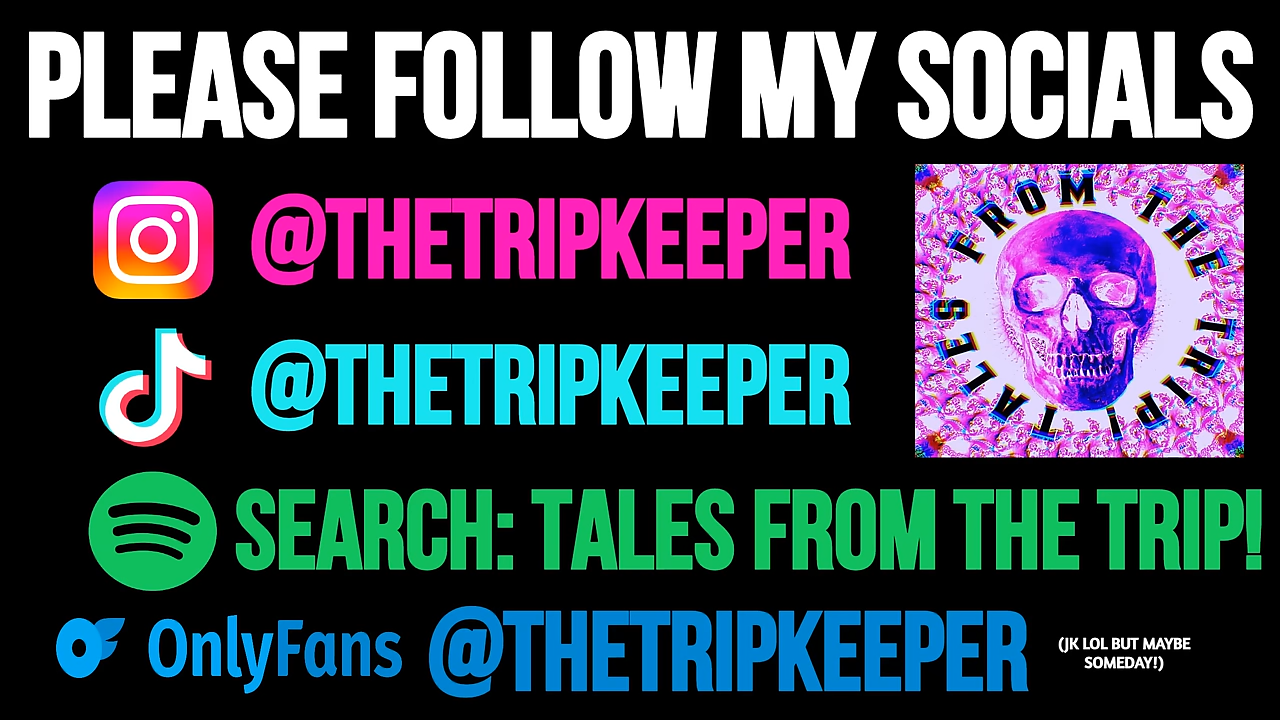 PLEASE FOLLOW MY SOCIALS
@THETRIPKEEPER
TALES FROM THE TRIP!
@THETRIPKEEPER
SEARCH: TALES FROM THE TRIP!
OnlyFans @THETRIPKEEPER
(JK LOL BUT MAYBE
SOMEDAY!)